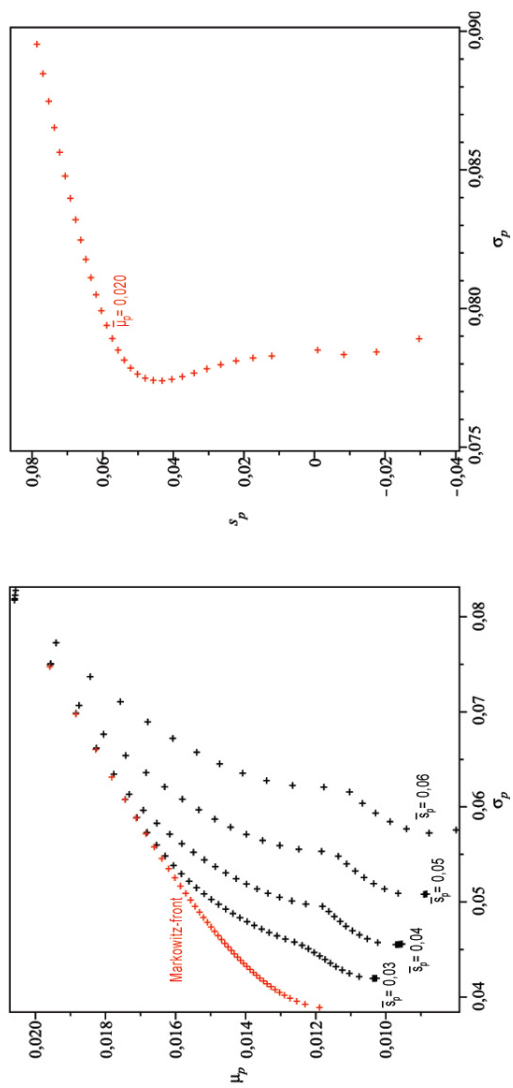 μp
0,020
0,018
0,016
0,014
0,012
0,010
Markowitz-front
s̅p = 0,03
s̅p = 0,04
s̅p = 0,05
s̅p = 0,06
0,04
0,05
0,06
0,07
0,08
σp
sp
0,08
0,06
0,04
0,02
0
-0,02
-0,04
μ̅p = 0,020
0,075
0,080
0,085
0,090
σp